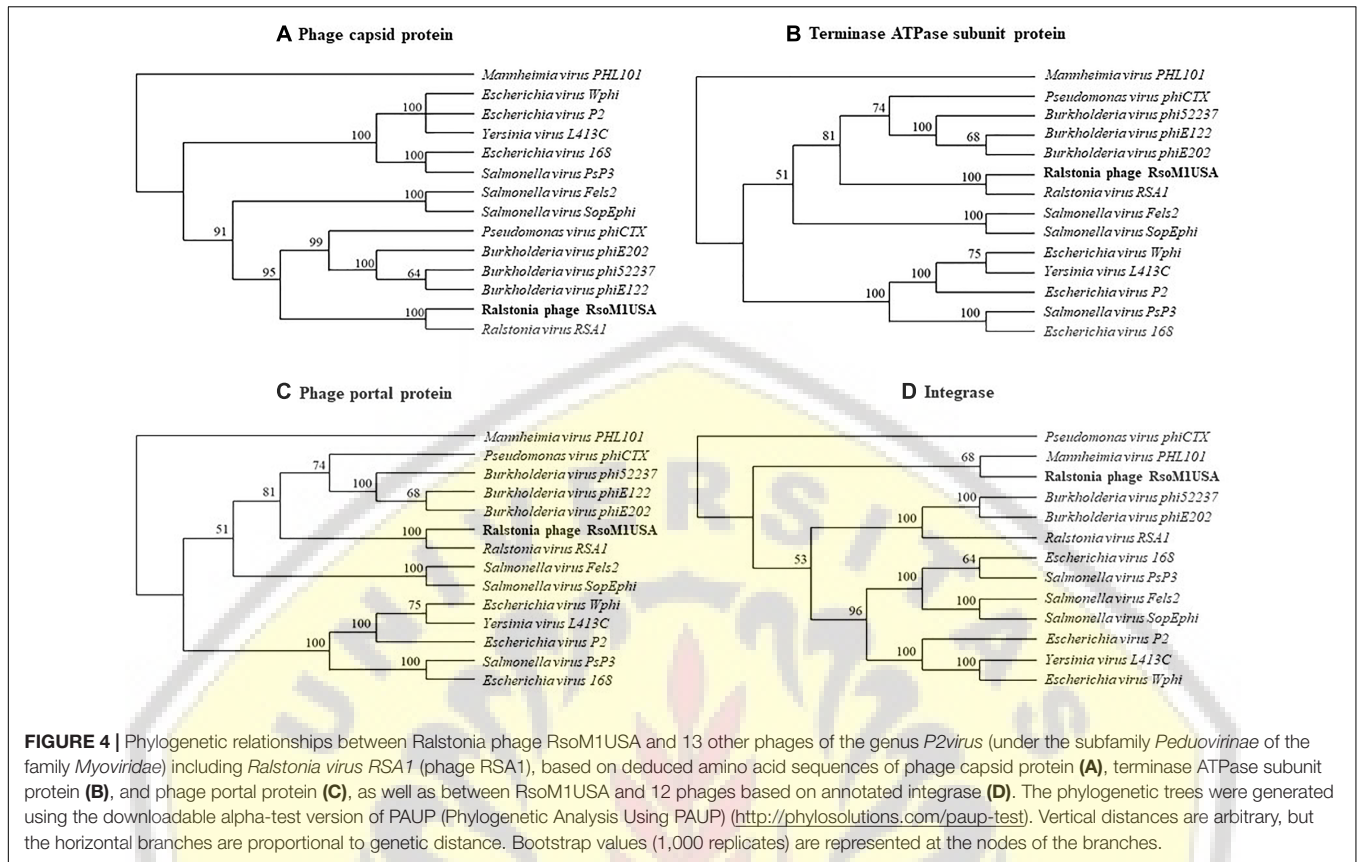 A Phage capsid protein
Mannheimia virus PHL101
Escherichia virus Wphi
100
Escherichia virus P2
Yersinia virus L413C
100
Escherichia virus 168
100
Salmonella virus PsP3
Salmonella virus Fels2
100
Salmonella virus SopEphi
91
Pseudomonas virus phiCTX
99
Burkholderia virus phiE202
100
Burkholderia virus phi52237
95
64
Burkholderia virus phiE122
Ralstonia phage RsoM1USA
100
Ralstonia virus RSA1
B Terminase ATPase subunit protein
Mannheimia virus PHL101
Pseudomonas virus phiCTX
74
Burkholderia virus phi52237
100
81
Burkholderia virus phiE122
68
Burkholderia virus phiE202
51
Ralstonia phage RsoM1USA
100
Ralstonia virus RSA1
Salmonella virus Fels2
100
Salmonella virus SopEphi
Escherichia virus Wphi
75
Yersinia virus L413C
100
Escherichia virus P2
100
Salmonella virus PsP3
100
Escherichia virus 168
C Phage portal protein
Mannheimia virus PHL101
Pseudomonas virus phiCTX
74
Burkholderia virus phi52237
100
81
Burkholderia virus phiE122
68
Burkholderia virus phiE202
51
Ralstonia phage RsoM1USA
100
Ralstonia virus RSA1
Salmonella virus Fels2
100
Salmonella virus SopEphi
Escherichia virus Wphi
75
Yersinia virus L413C
100
Escherichia virus P2
100
Salmonella virus PsP3
100
Escherichia virus 168
D Integrase
Pseudomonas virus phiCTX
Mannheimia virus PHL101
68
Ralstonia phage RsoM1USA
Burkholderia virus phi52237
100
Burkholderia virus phiE202
100
Ralstonia virus RSA1
53
Escherichia virus 168
64
Salmonella virus PsP3
100
Salmonella virus Fels2
100
Salmonella virus SopEphi
96
Escherichia virus P2
100
Yersinia virus L413C
100
Escherichia virus Wphi
UNIVERSITAS
FIGURE 4 | Phylogenetic relationships between Ralstonia phage RsoM1USA and 13 other phages of the genus P2virus (under the subfamily Peduovirinae of the
family Myoviridae) including Ralstonia virus RSA1 (phage RSA1), based on deduced amino acid sequences of phage capsid protein (A), terminase ATPase subunit
protein (B), and phage portal protein (C), as well as between RsoM1USA and 12 phages based on annotated integrase (D). The phylogenetic trees were generated
using the downloadable alpha-test version of PAUP (Phylogenetic Analysis Using PAUP) (http://phylosolutions.com/paup-test). Vertical distances are arbitrary, but
the horizontal branches are proportional to genetic distance. Bootstrap values (1,000 replicates) are represented at the nodes of the branches.